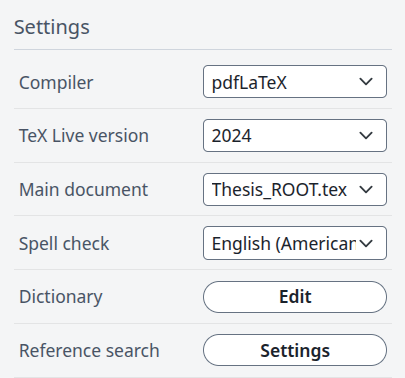 Settings
Compiler pdfLaTeX
TeX Live version 2024
Main document Thesis_ROOT.tex
Spell check English (American
Dictionary Edit
Reference search Settings